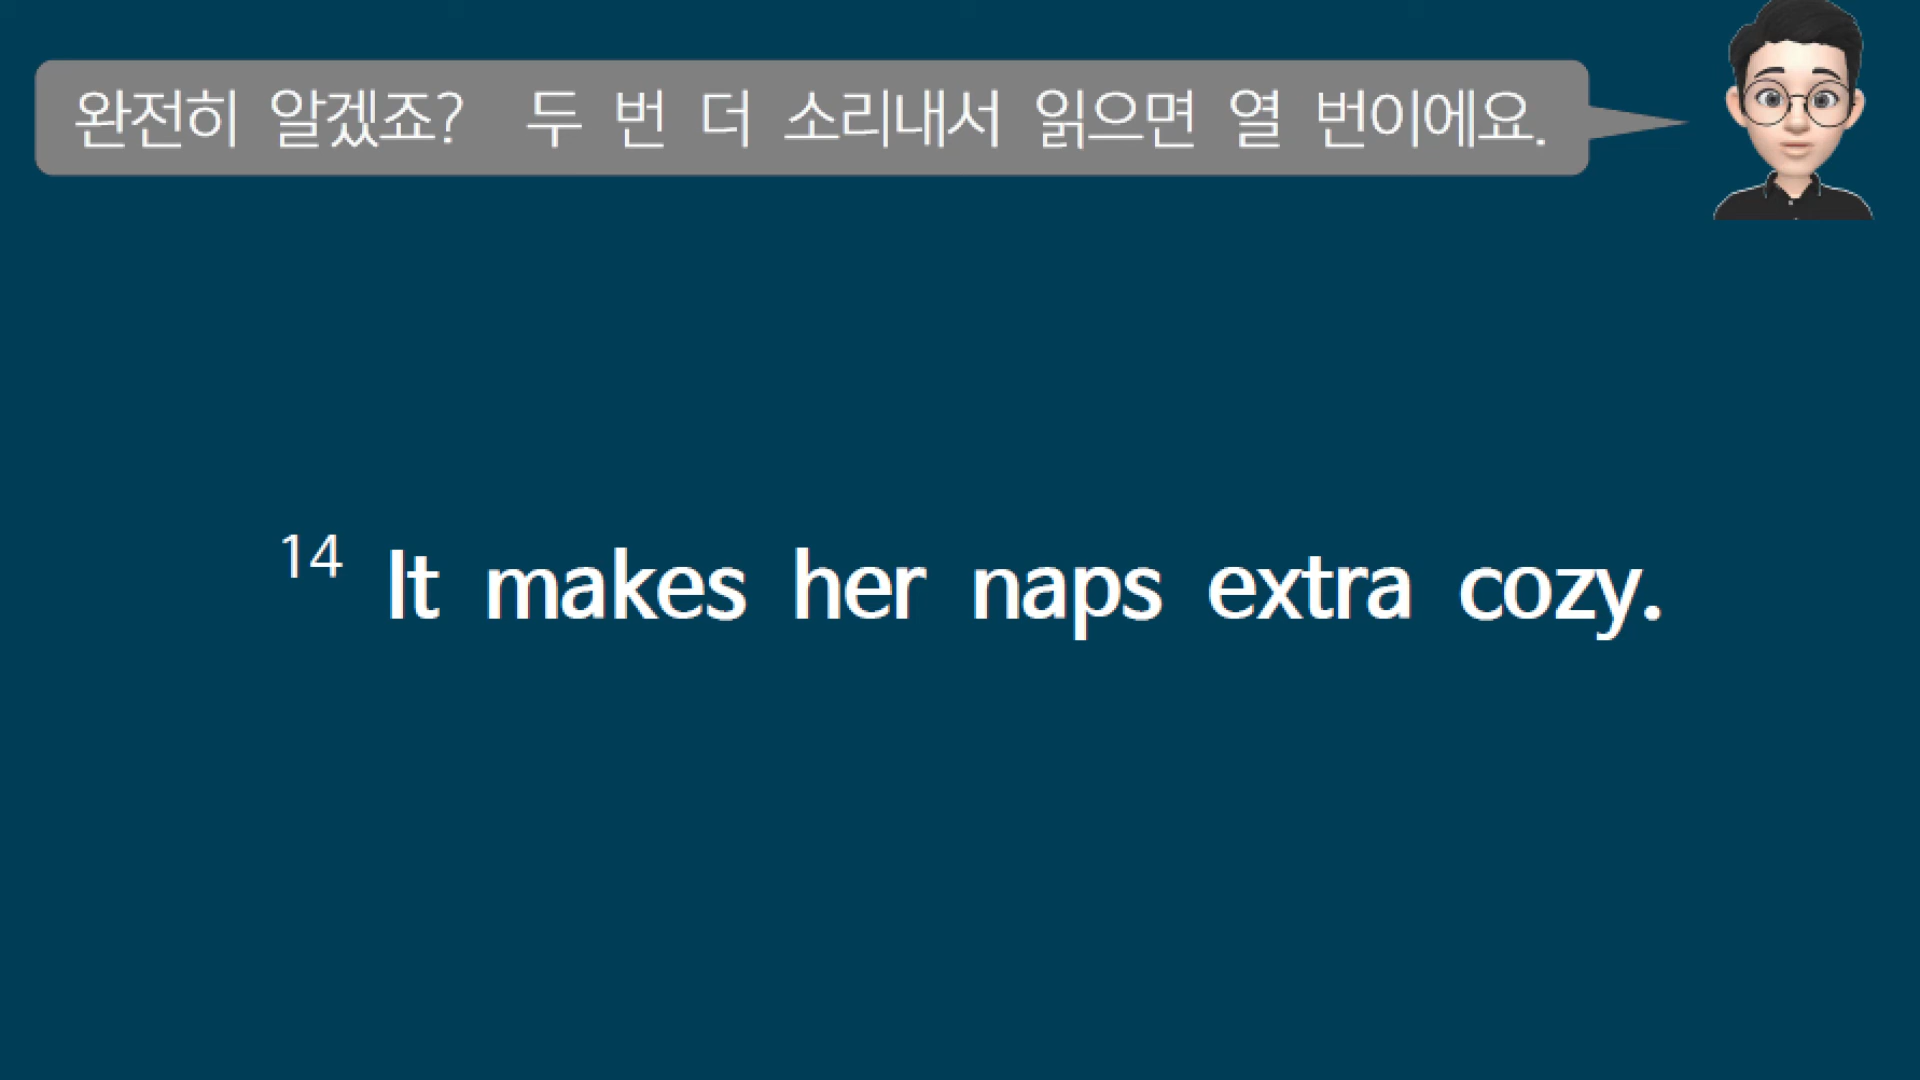 완전히 알겠죠? 두 번 더 소리내서 읽으면 열 번이에요.
14 It makes her naps extra cozy.